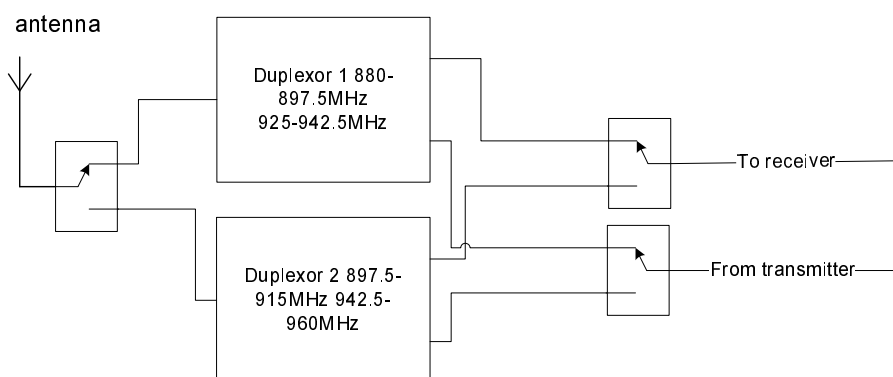 antenna
Duplexor 1 880-
897.5MHz
925-942.5MHz
To receiver
Duplexor 2 897.5-
915MHz 942.5-
960MHz
From transmitter